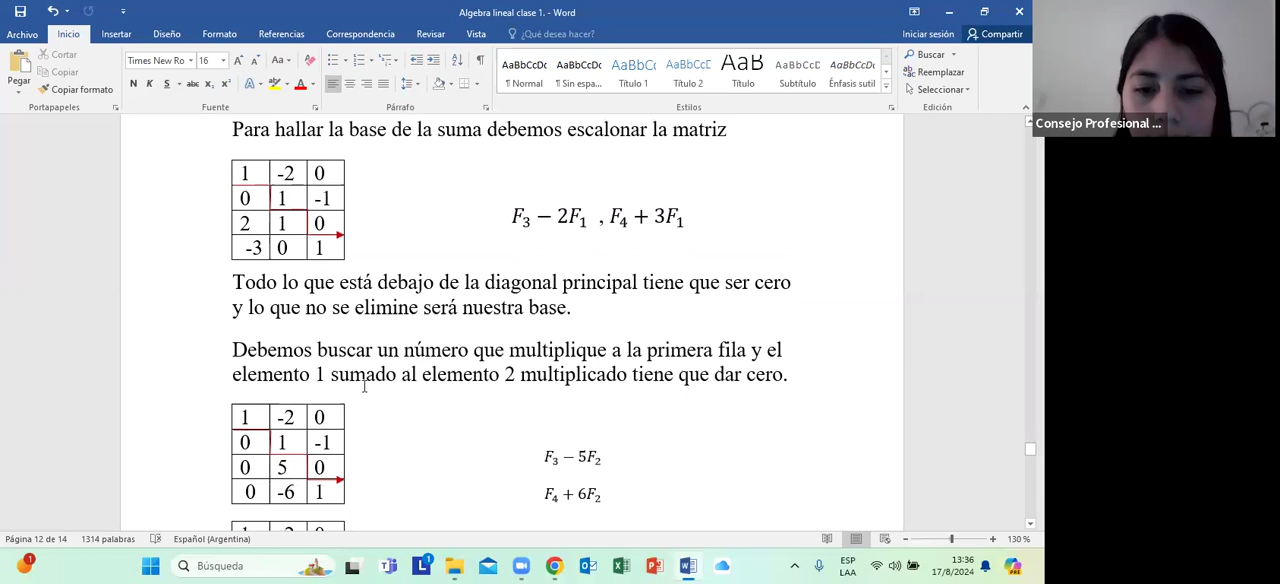 Algebra lineal clase 1. - Word
Archivo Inicio Insertar Diseño Formato Referencias Correspondencia Revisar Vista ¿Qué desea hacer? Iniciar sesión Compartir
Pegar
Cortar
Copiar
Copiar formato
Portapapeles
Times New Ro 16
N K S abc x₂ x²
Fuente
Párrafo
AaBbCcDc AaBbCcDc AaBbC( AaBbCcD AaB AaBbCcC AaBbCcDc
¶ Normal ¶ Sin espa... Título 1 Título 2 Título Subtítulo Énfasis sutil
Estilos
Buscar
Reemplazar
Seleccionar
Edición
Consejo Profesional ...
Para hallar la base de la suma debemos escalonar la matriz
1 -2 0
0 1 -1
2 1 0
-3 0 1
F₃ − 2F₁ , F₄ + 3F₁
Todo lo que está debajo de la diagonal principal tiene que ser cero
y lo que no se elimine será nuestra base.
Debemos buscar un número que multiplique a la primera fila y el
elemento 1 sumado al elemento 2 multiplicado tiene que dar cero.
1 -2 0
0 1 -1
0 5 0
0 -6 1
F₃ − 5F₂
F₄ + 6F₂
Página 12 de 14 1314 palabras Español (Argentina) 130 %
Búsqueda
ESP
LAA
13:36
17/8/2024